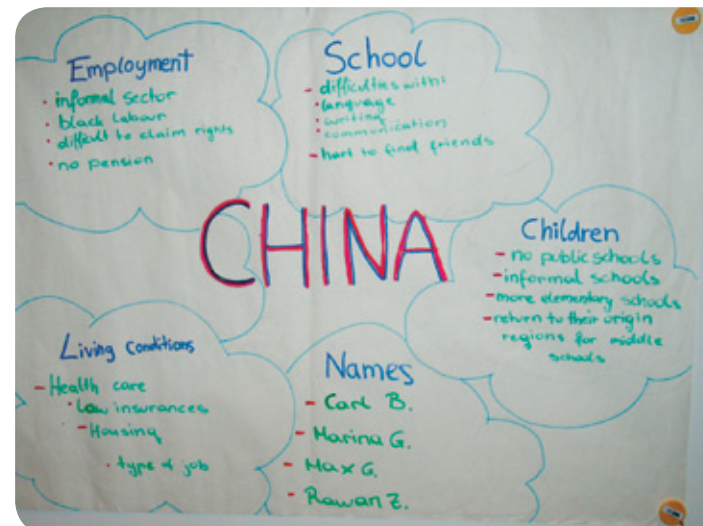 Employment
• informal sector
• black labour
• difficult to claim rights
• no pension
School
- difficulties with:
• language
• writing
• communication
- hart to find friends
CHINA
Children
- no public schools
- informal schools
- more elementary schools
- return to their origin
regions for middle
schools
Living Conditions
- Health care
• Law insurances
- Housing
• type of job
Names
- Carl B.
- Marina G.
- Max G.
- Rawan Z.